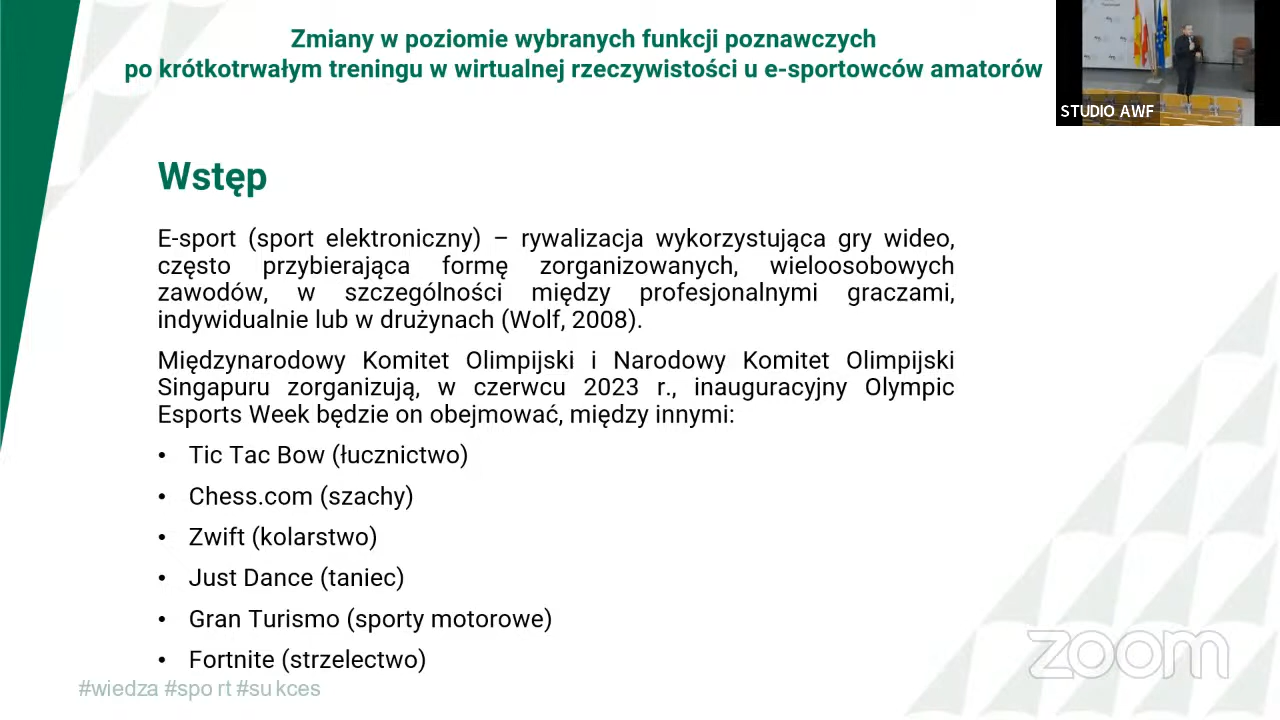 Zmiany w poziomie wybranych funkcji poznawczych
po krótkotrwałym treningu w wirtualnej rzeczywistości u e-sportowców amatorów
STUDIO AWF
Wstęp
E-sport (sport elektroniczny) – rywalizacja wykorzystująca gry wideo,
często przybierająca formę zorganizowanych, wieloosobowych
zawodów, w szczególności między profesjonalnymi graczami,
indywidualnie lub w drużynach (Wolf, 2008).
Międzynarodowy Komitet Olimpijski i Narodowy Komitet Olimpijski
Singapuru zorganizują, w czerwcu 2023 r., inauguracyjny Olympic
Esports Week będzie on obejmować, między innymi:
• Tic Tac Bow (łucznictwo)
• Chess.com (szachy)
• Zwift (kolarstwo)
• Just Dance (taniec)
• Gran Turismo (sporty motorowe)
• Fortnite (strzelectwo)
#wiedza #sport #sukces
zoom